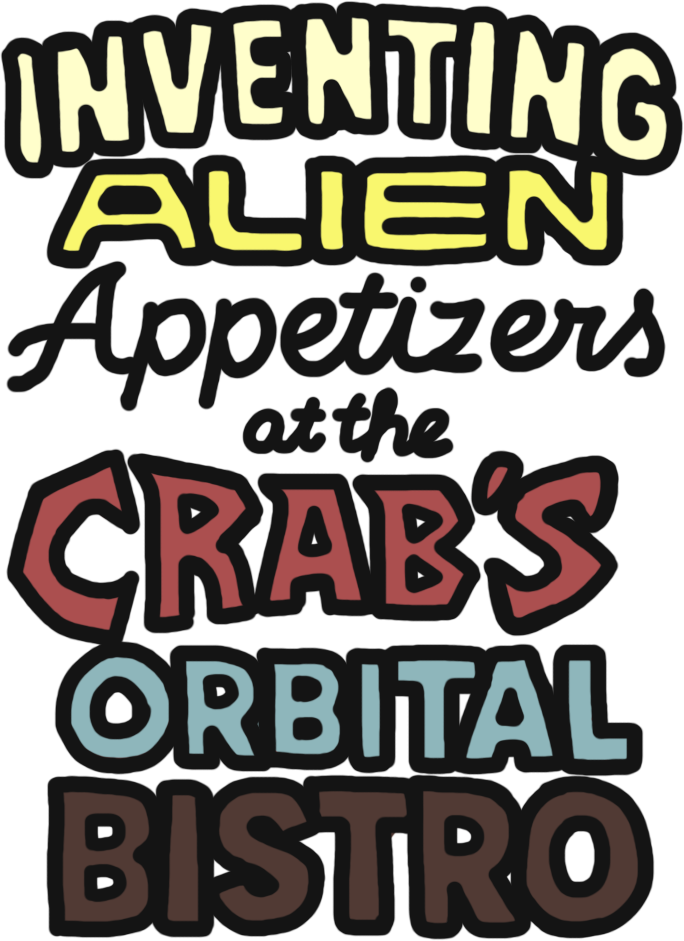 INVENTING
ALIEN
Appetizers
at the
CRAB'S
ORBITAL
BISTRO